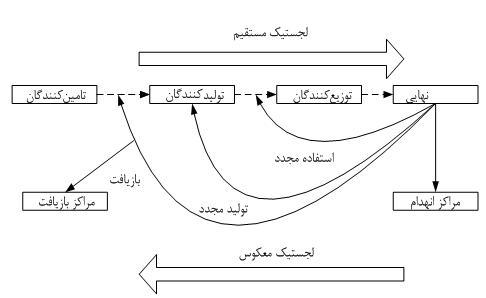 لجستیک مستقیم
تامین‌کنندگان
تولیدکنندگان
توزیع‌کنندگان
نهایی
استفاده مجدد
بازیافت
تولید مجدد
مراکز بازیافت
مراکز انهدام
لجستیک معکوس